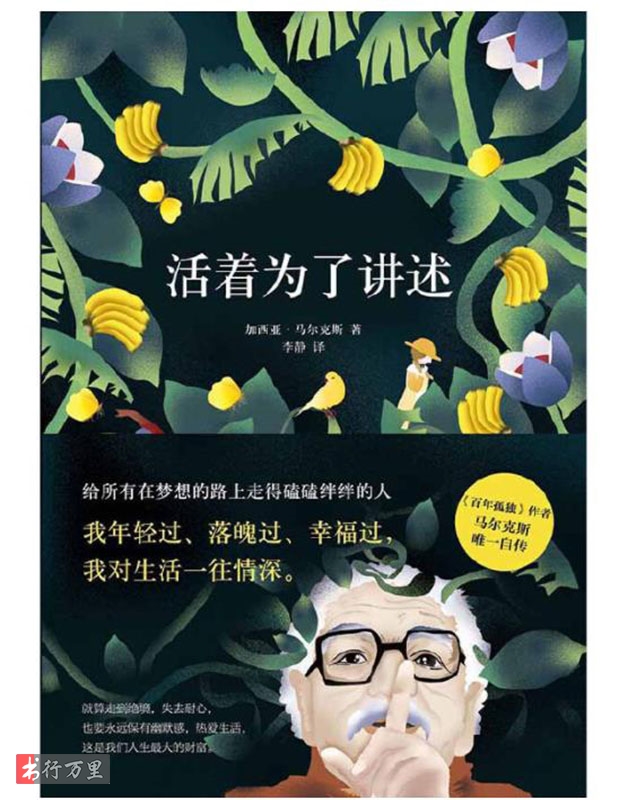 活着为了讲述
加西亚·马尔克斯 著
李静 译
给所有在梦想的路上走得磕磕绊绊的人
我年轻过、落魄过、幸福过，
我对生活一往情深。
《百年孤独》作者
马尔克斯
唯一自传
就算走到绝境，失去耐心，
也要永远保有幽默感，热爱生活，
这是我们人生最大的财富。
书行万里